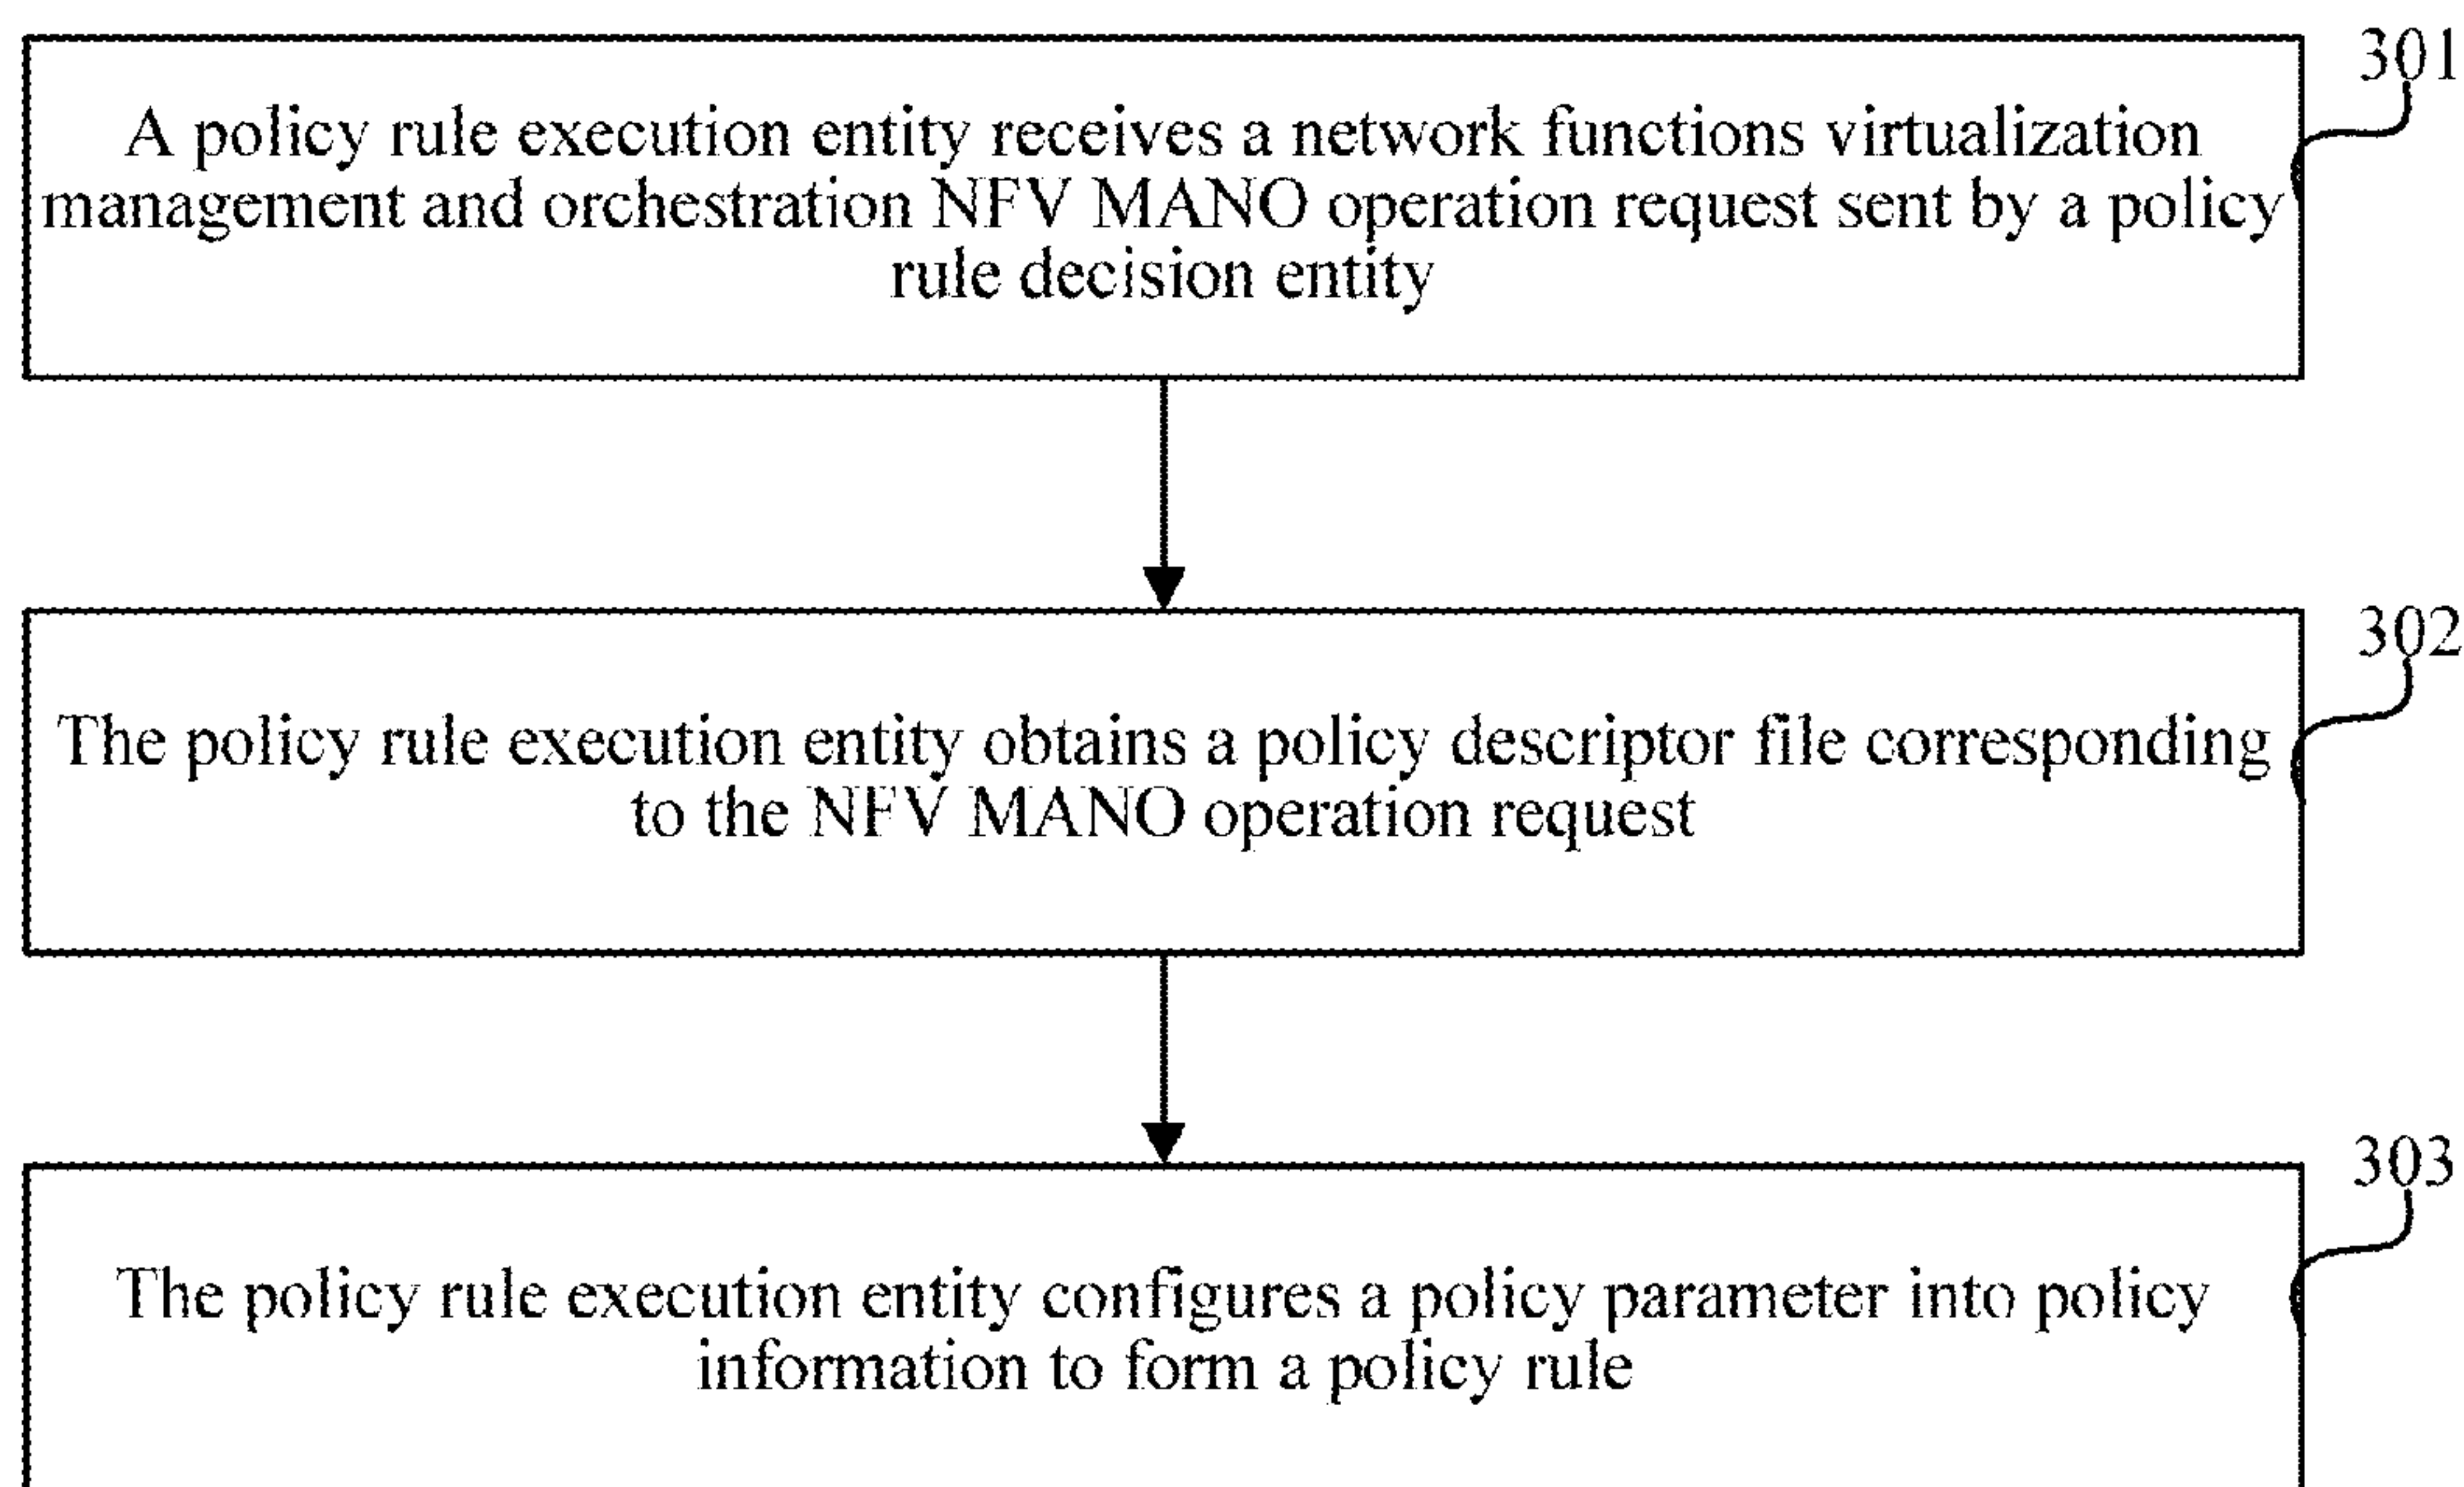 301
A policy rule execution entity receives a network functions virtualization
management and orchestration NFV MANO operation request sent by a policy
rule decision entity
302
The policy rule execution entity obtains a policy descriptor file corresponding
to the NFV MANO operation request
303
The policy rule execution entity configures a policy parameter into policy
information to form a policy rule